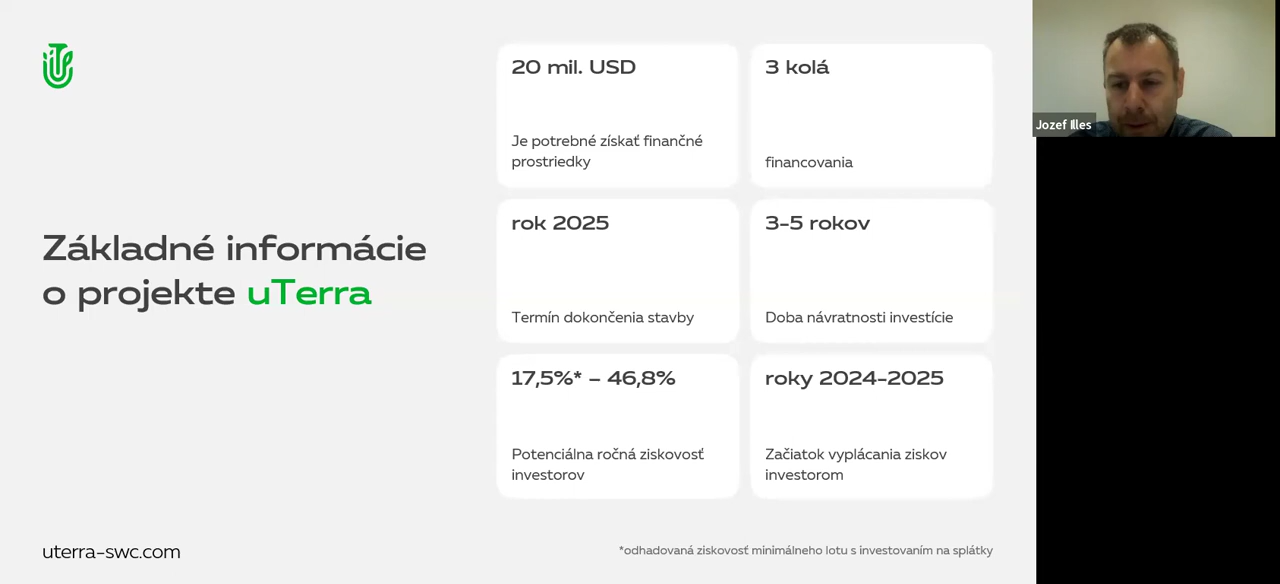 Základné informácie
o projekte uTerra
20 mil. USD
Je potrebné získať finančné
prostriedky
3 kolá
financovania
rok 2025
Termín dokončenia stavby
3-5 rokov
Doba návratnosti investície
17,5%* – 46,8%
Potenciálna ročná ziskovosť
investorov
roky 2024-2025
Začiatok vyplácania ziskov
investorom
uterra-swc.com
*odhadovaná ziskovosť minimálneho lotu s investovaním na splátky
Jozef Illes